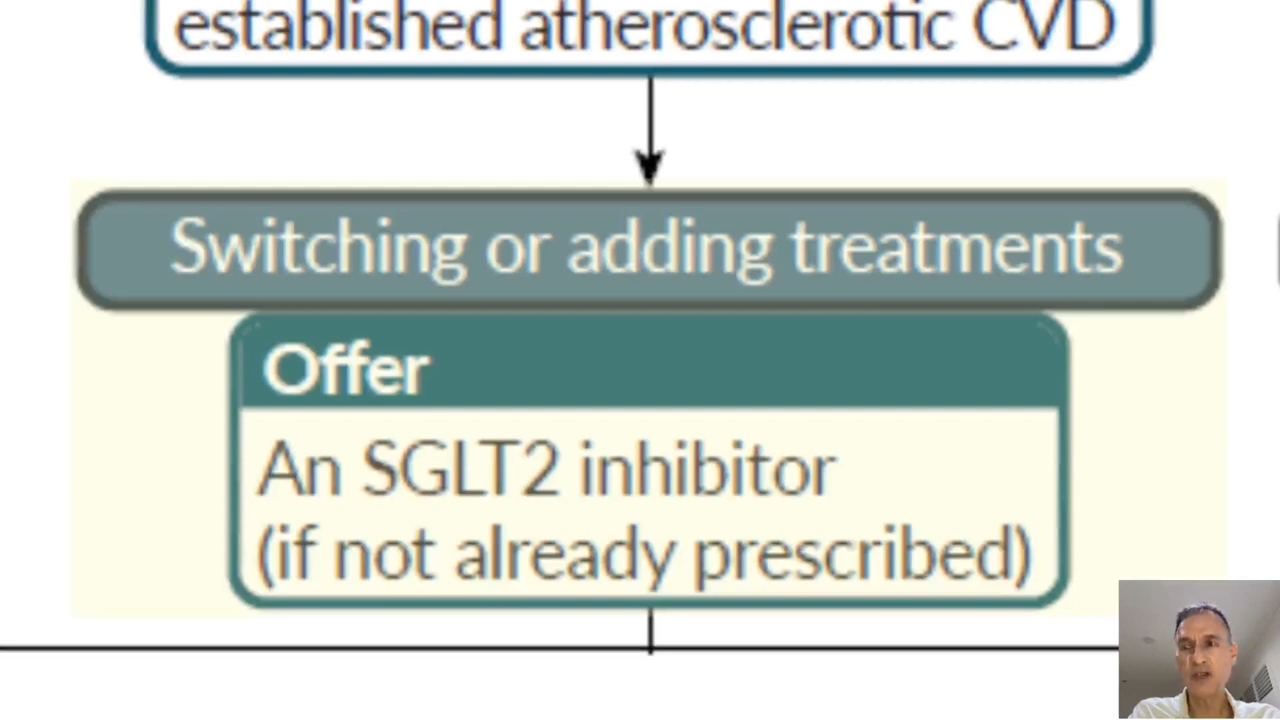 established atherosclerotic CVD
Switching or adding treatments
Offer
An SGLT2 inhibitor
(if not already prescribed)